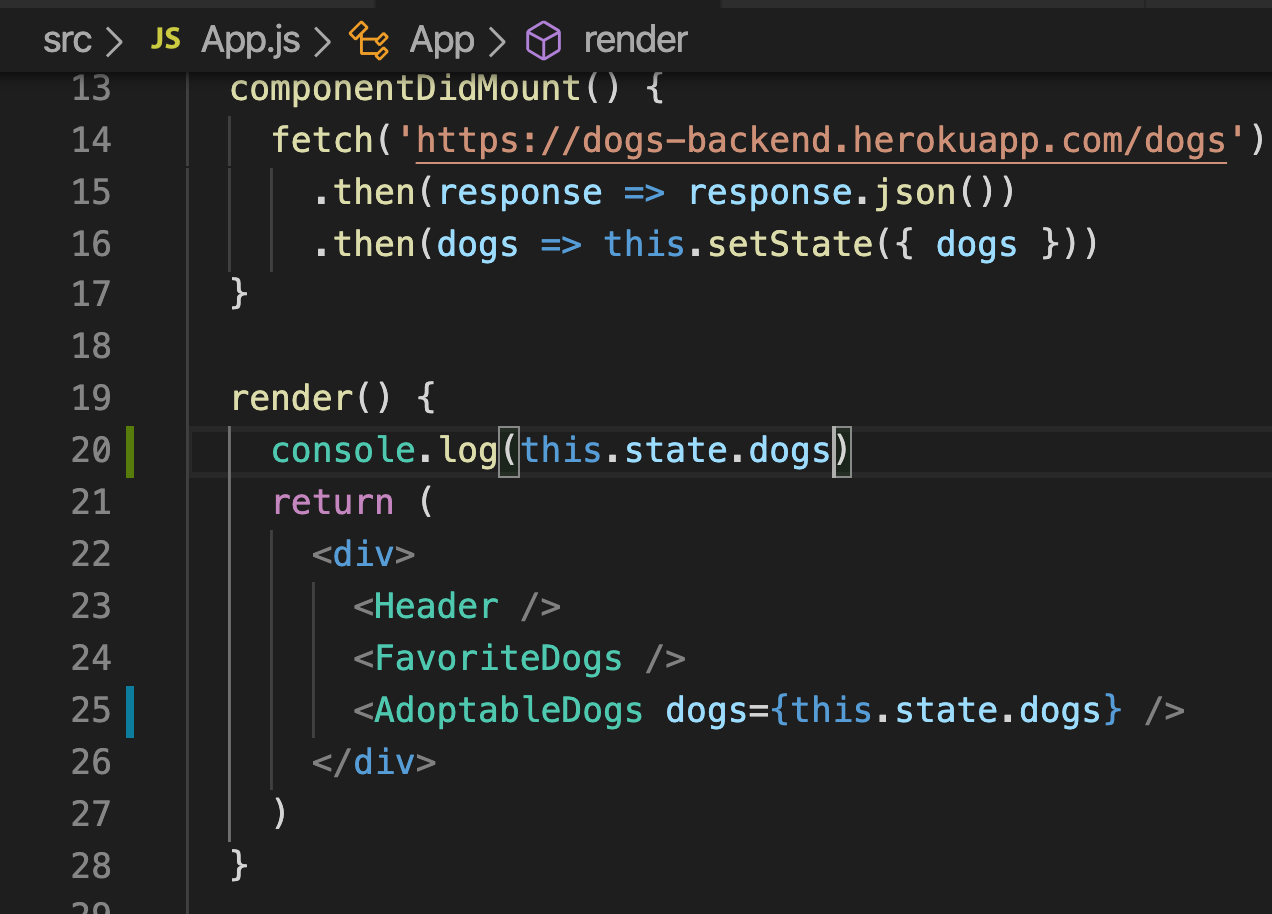 src > JS App.js > App > render
13 componentDidMount() {
14 fetch('https://dogs-backend.herokuapp.com/dogs')
15 .then(response => response.json())
16 .then(dogs => this.setState({ dogs }))
17 }
18
19 render() {
20 console.log(this.state.dogs)
21 return (
22 <div>
23 <Header />
24 <FavoriteDogs />
25 <AdoptableDogs dogs={this.state.dogs} />
26 </div>
27 )
28 }
29